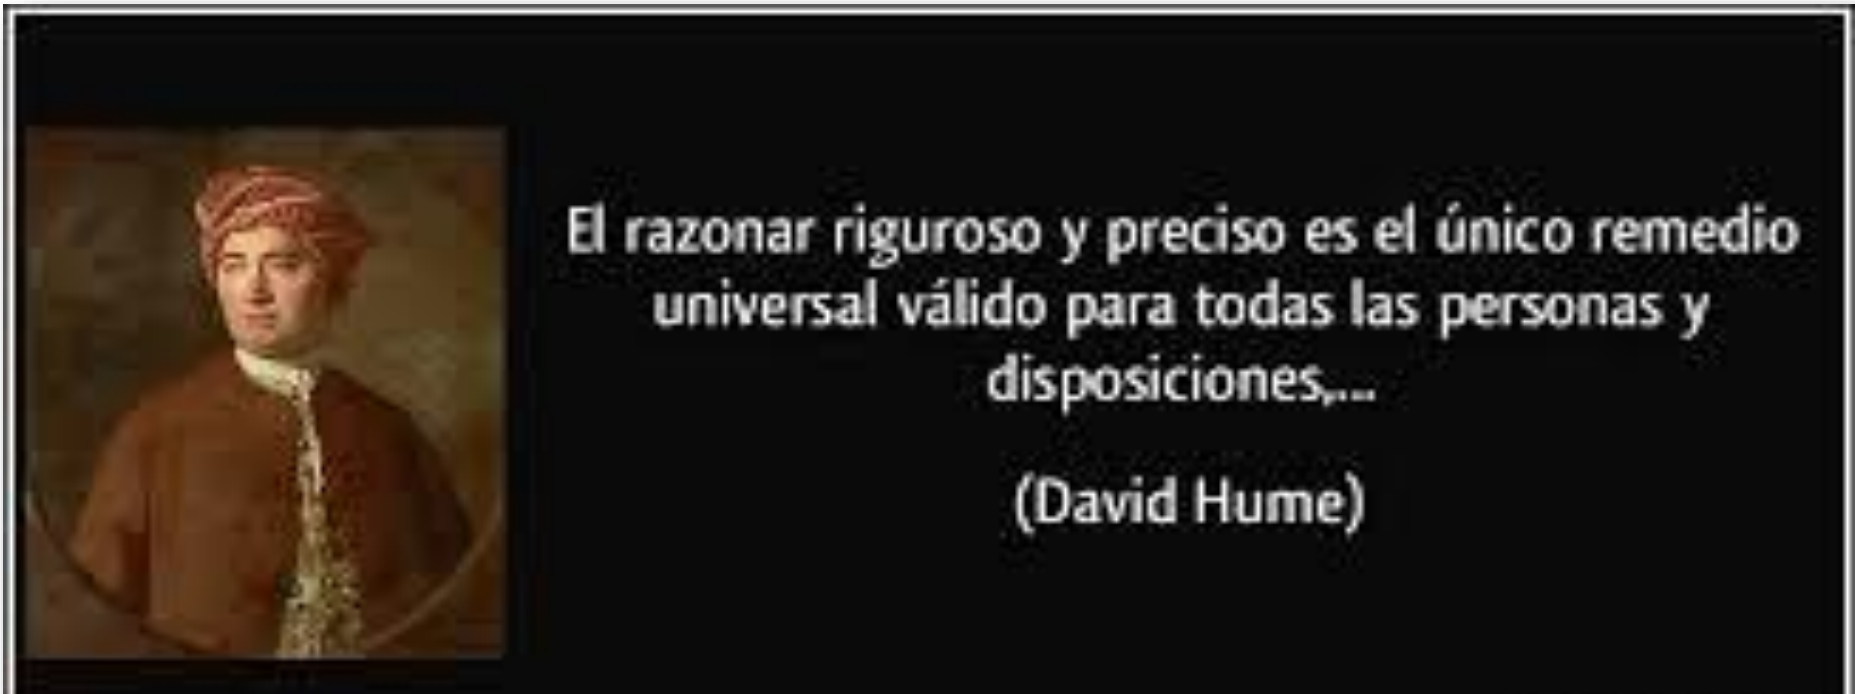 El razonar riguroso y preciso es el único remedio
universal válido para todas las personas y
disposiciones,...
(David Hume)